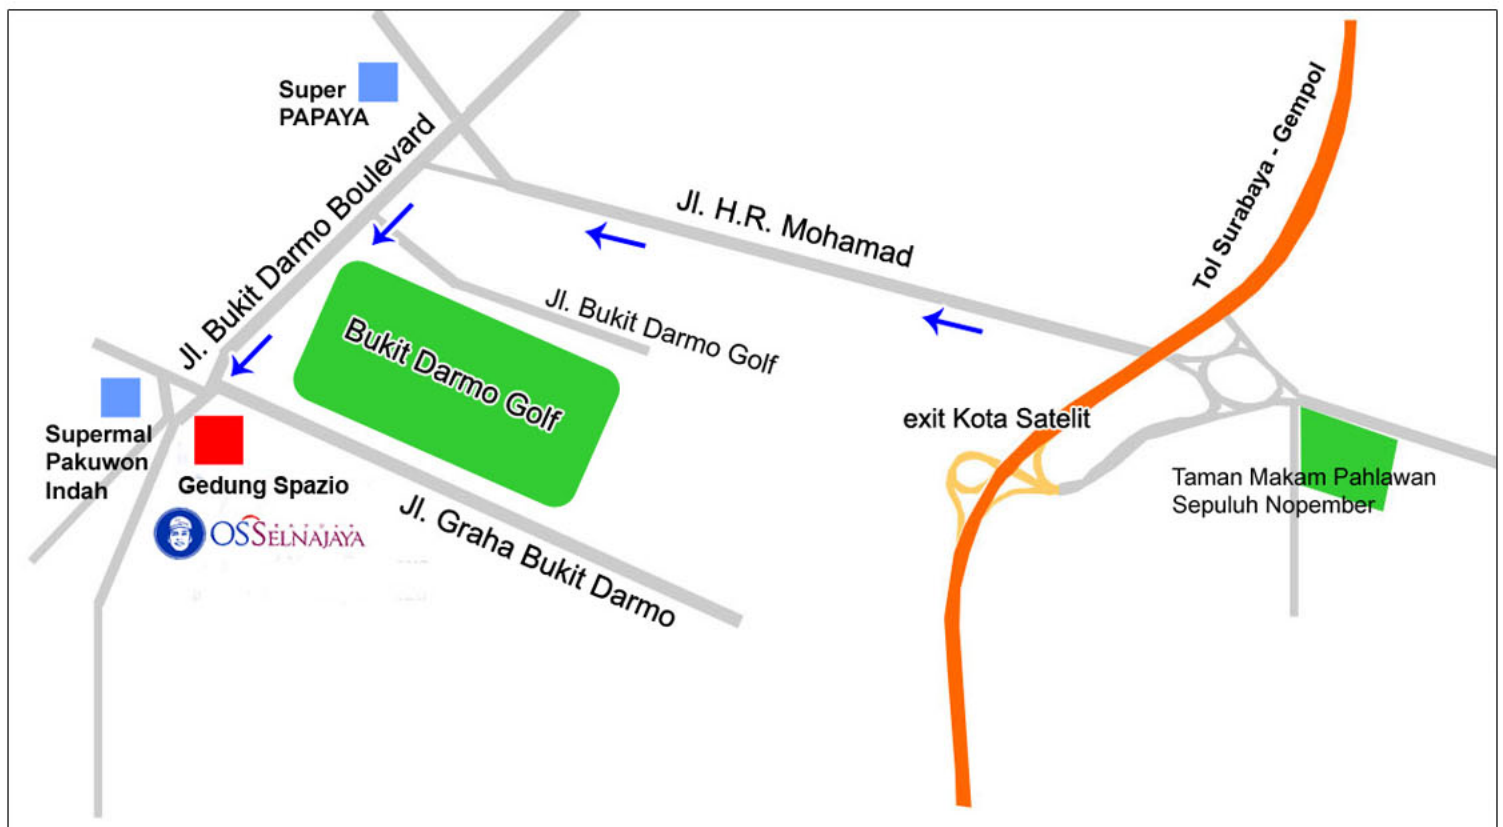 Super
PAPAYA
Jl. Bukit Darmo Boulevard
Jl. H.R. Mohamad
Tol Surabaya - Gempol
Jl. Bukit Darmo Golf
Bukit Darmo Golf
exit Kota Satelit
Supermal
Pakuwon
Indah
Gedung Spazio
OSSELNAJAYA
Jl. Graha Bukit Darmo
Taman Makam Pahlawan
Sepuluh Nopember